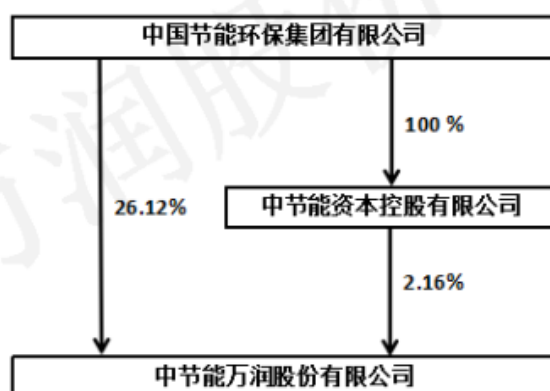 中国节能环保集团有限公司
100 %
26.12%
中节能资本控股有限公司
2.16%
中节能万润股份有限公司